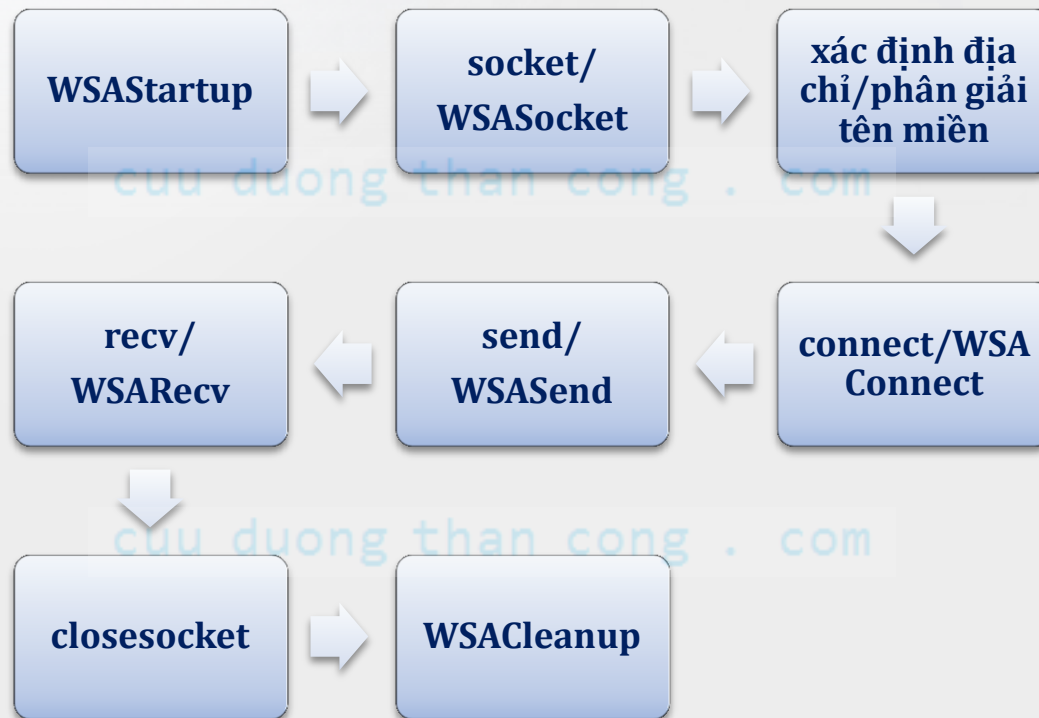 WSAStartup
socket/
WSASocket
xác định địa
chỉ/phân giải
tên miền
cuu duong than cong . com
connect/WSA
Connect
send/
WSASend
recv/
WSARecv
cuu duong than cong . com
closesocket
WSACleanup